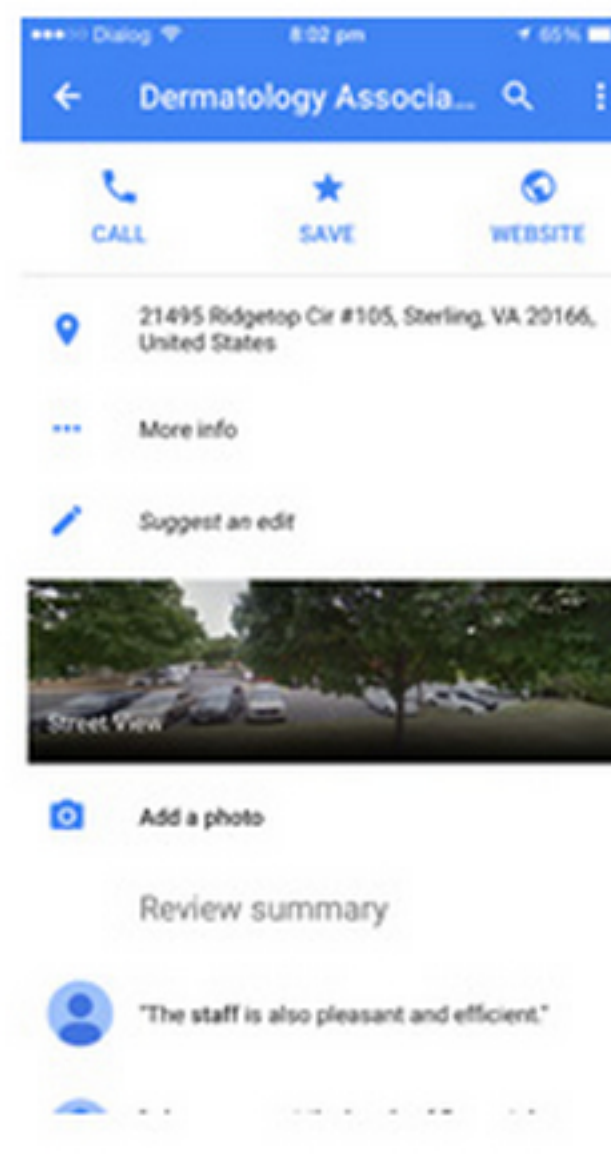 Dialog 8:02 pm 65%
Dermatology Associa...
CALL SAVE WEBSITE
21495 Ridgetop Cir #105, Sterling, VA 20166,
United States
More info
Suggest an edit
Street View
Add a photo
Review summary
"The staff is also pleasant and efficient."